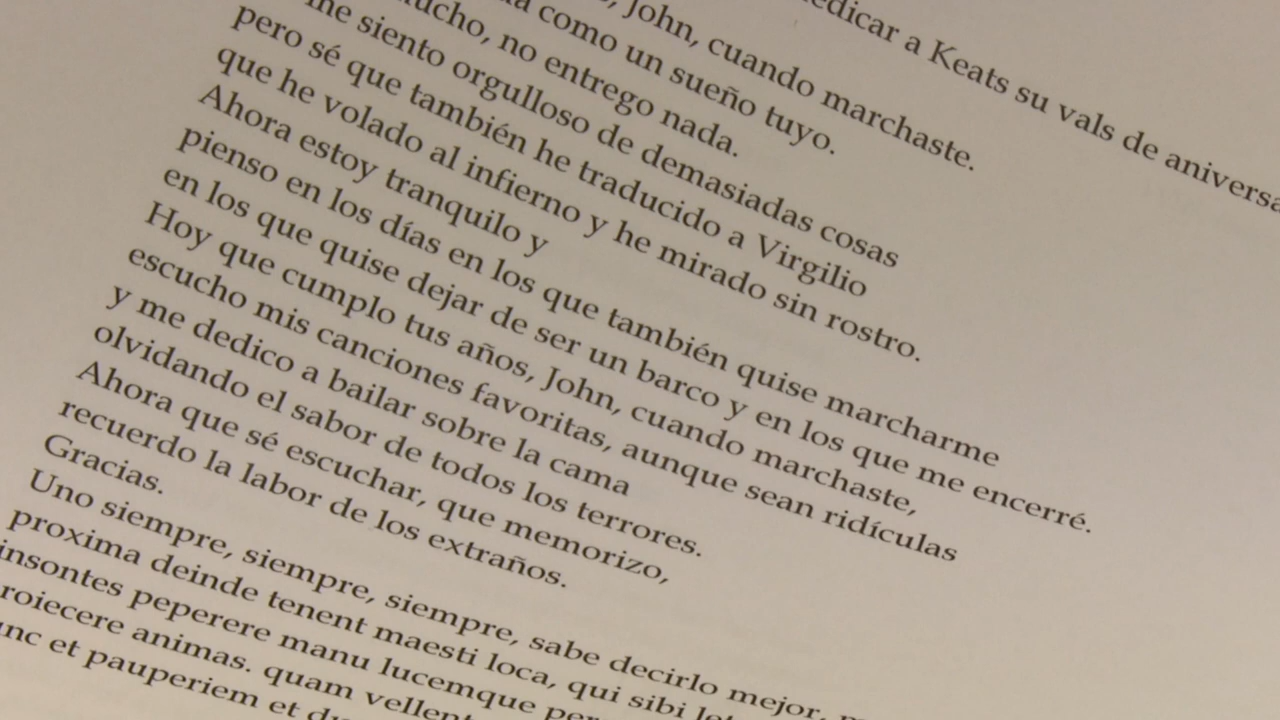 edicar a Keats su vals de aniversa
John, cuando marchaste.
como un sueño tuyo.
ucho, no entrego nada.
me siento orgulloso de demasiadas cosas
pero sé que también he traducido a Virgilio
que he volado al infierno y he mirado sin rostro.
Ahora estoy tranquilo y
pienso en los días en los que también quise marcharme
en los que quise dejar de ser un barco y en los que me encerré.
Hoy que cumplo tus años, John, cuando marchaste,
escucho mis canciones favoritas, aunque sean ridículas
y me dedico a bailar sobre la cama
olvidando el sabor de todos los terrores.
Ahora que sé escuchar, que memorizo,
recuerdo la labor de los extraños.
Gracias.
Uno siempre, siempre, siempre, sabe decirlo mejor,
proxima deinde tenent maesti loca, qui sibi
insontes peperere manu lucemque per
roiecere animas. quam vellent
nc et pauperiem et